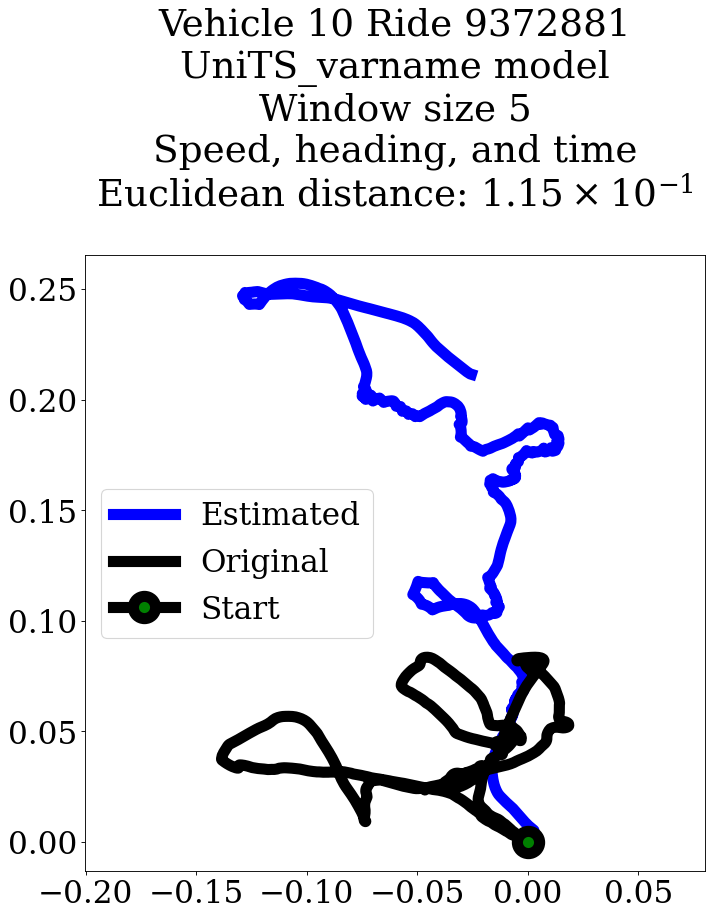 Vehicle 10 Ride 9372881
UniTS_varname model
Window size 5
Speed, heading, and time
Euclidean distance: 1.15 × 10⁻¹
0.25
0.20
0.15
0.10
0.05
0.00
Estimated
Original
Start
−0.20 −0.15 −0.10 −0.05 0.00 0.05